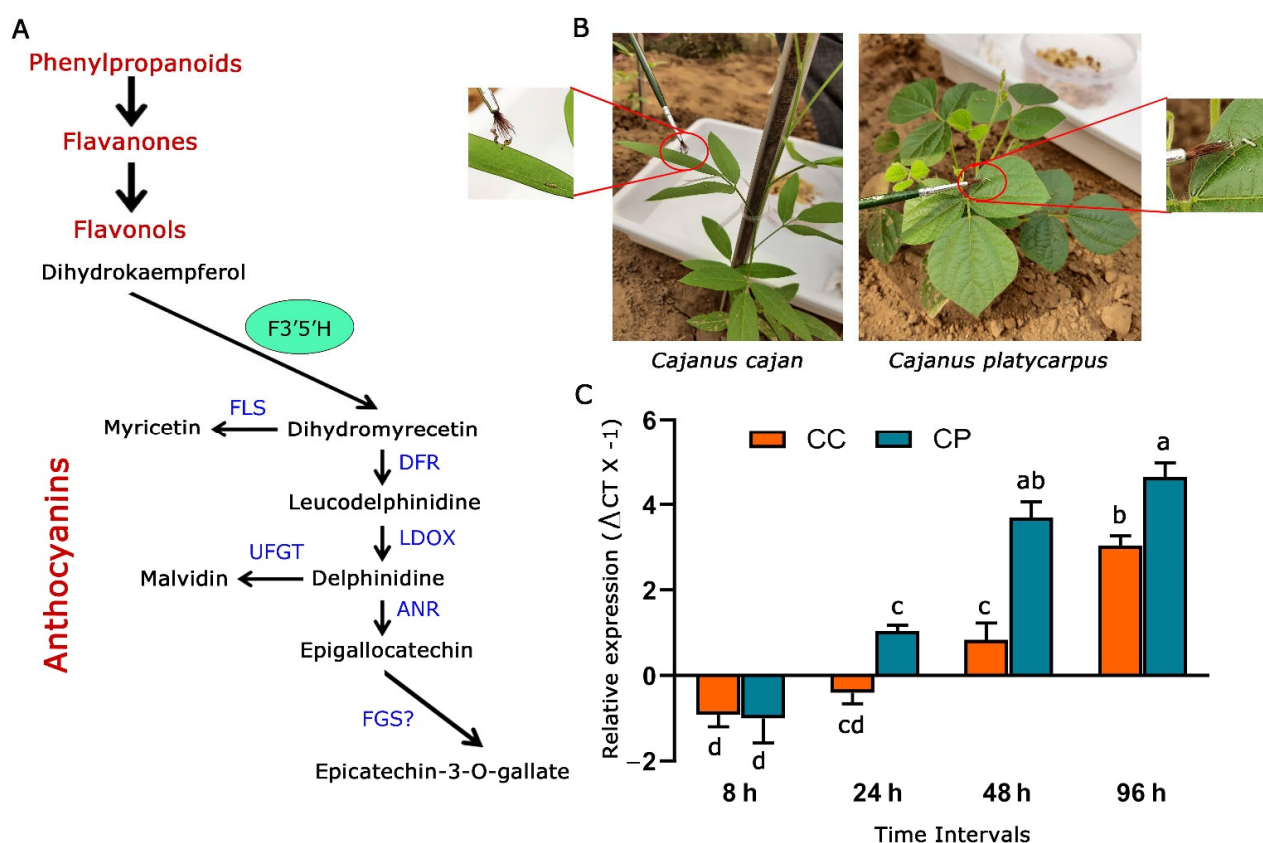 A
Phenylpropanoids
Flavanones
Flavonols
Dihydrokaempferol
F3’5’H
FLS
Myricetin
Dihydromyrecetin
DFR
Leucodelphinidine
LDOX
UFGT
Malvidin
Delphinidine
ANR
Epigallocatechin
FGS?
Epicatechin-3-O-gallate
Anthocyanins
B
Cajanus cajan
Cajanus platycarpus
C
CC
CP
Relative expression (△CT X -1)
6
4
2
0
−2
d
d
cd
c
c
ab
b
a
8 h
24 h
48 h
96 h
Time Intervals